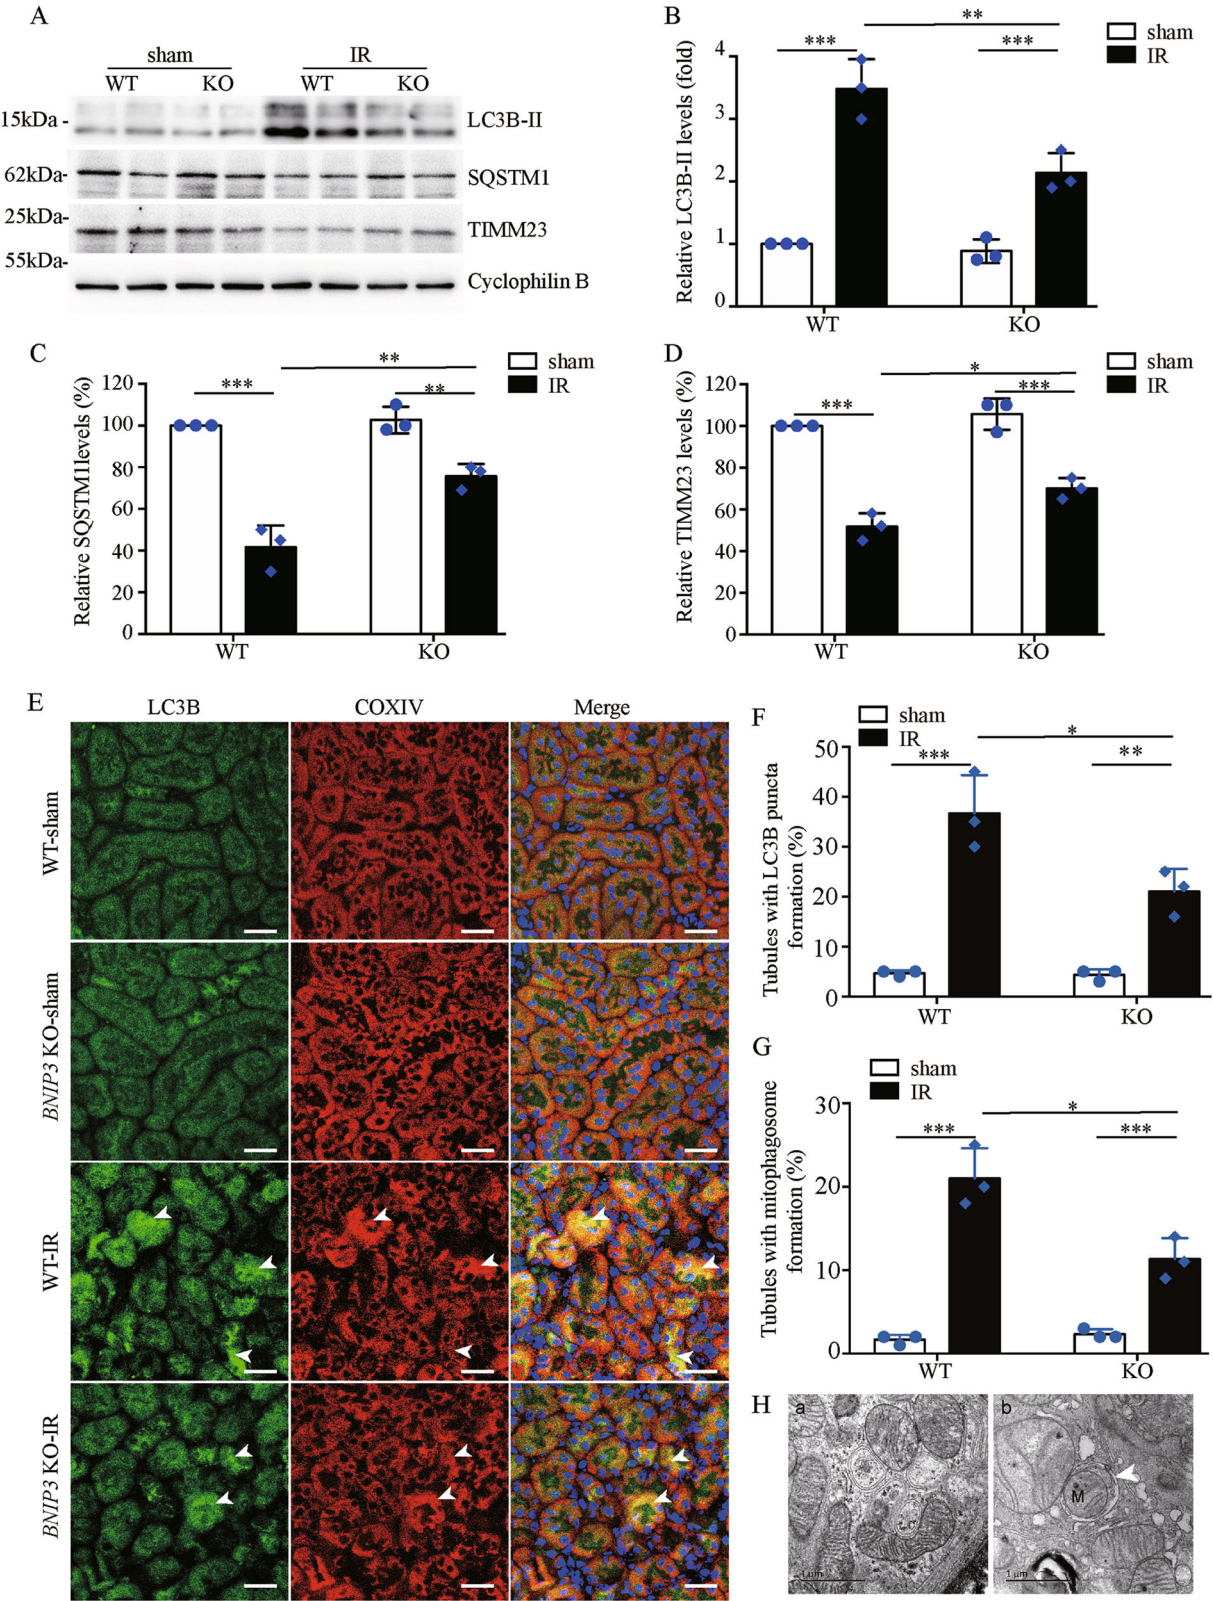 A
sham IR
WT KO WT KO
15kDa - LC3B-II
62kDa- SQSTM1
25kDa- TIMM23
55kDa- Cyclophilin B
B
sham
IR
** 
*** ***
Relative LC3B-II levels (fold)
4
3
2
1
0
WT KO
C
sham
IR
**
*** **
Relative SQSTM1levels (%)
120
100
80
60
40
20
0
WT KO
D
sham
IR
*
*** ***
Relative TIMM23 levels (%)
120
100
80
60
40
20
0
WT KO
E
LC3B COXIV Merge
WT-sham
BNIP3 KO-sham
WT-IR
BNIP3 KO-IR
F
sham
IR
*
*** **
Tubules with LC3B puncta
formation (%)
50
40
30
20
10
0
WT KO
G
sham
IR
*
*** ***
Tubules with mitophagosome
formation (%)
30
20
10
0
WT KO
H
a b
M
1 μm 1 μm